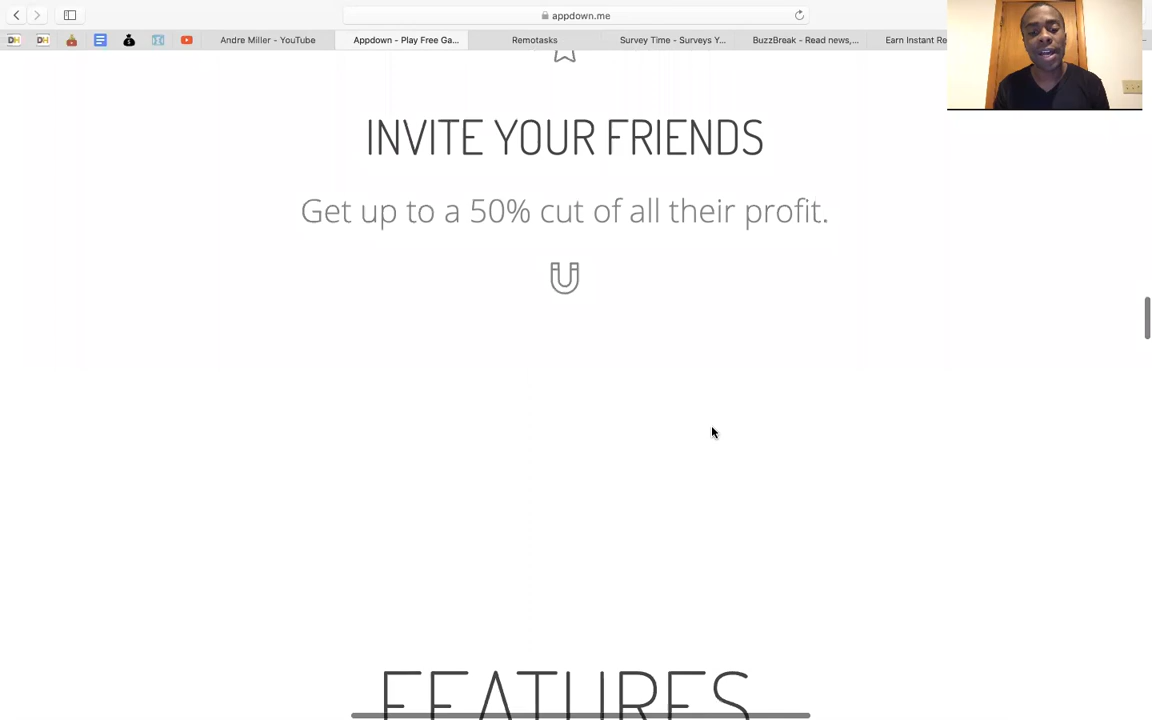 appdown.me
Andre Miller - YouTube
Appdown - Play Free Ga...
Remotasks
Survey Time - Surveys Y...
BuzzBreak - Read news,...
Earn Instant Re
INVITE YOUR FRIENDS
Get up to a 50% cut of all their profit.
FEATURES